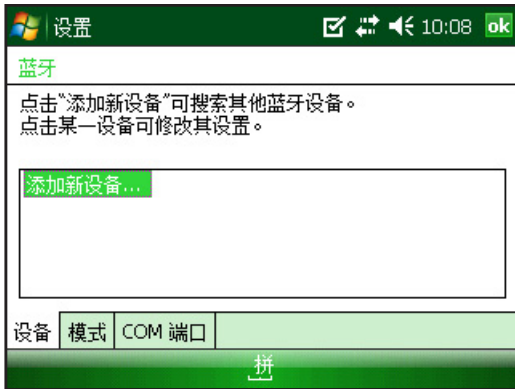 设置 10:08 ok
蓝牙
点击“添加新设备”可搜索其他蓝牙设备。
点击某一设备可修改其设置。
添加新设备...
设备 模式 COM 端口
拼